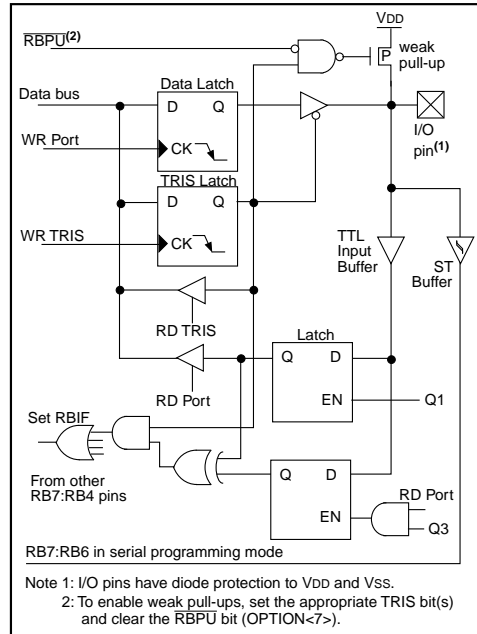 VDD
RBPU(2)
P
weak
pull-up
Data Latch
Data bus
D
Q
WR Port
CK
I/O
pin(1)
TRIS Latch
D
Q
WR TRIS
CK
TTL
Input
Buffer
ST
Buffer
RD TRIS
Latch
Q
D
RD Port
EN
Q1
Set RBIF
Q
D
From other
RB7:RB4 pins
RD Port
EN
Q3
RB7:RB6 in serial programming mode
Note 1: I/O pins have diode protection to VDD and VSS.
2: To enable weak pull-ups, set the appropriate TRIS bit(s)
and clear the RBPU bit (OPTION<7>).